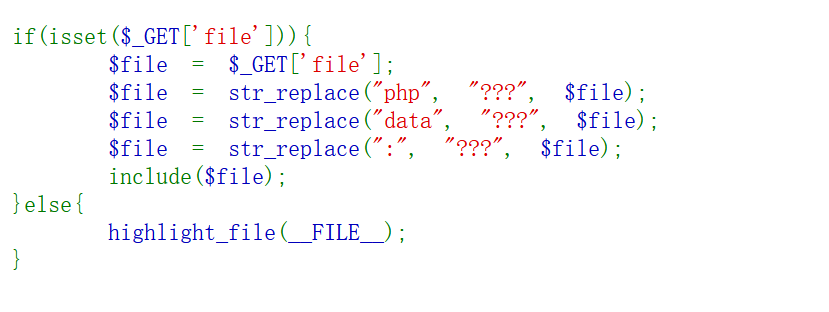 if(isset($_GET['file'])){
        $file = $_GET['file'];
        $file = str_replace("php", "???", $file);
        $file = str_replace("data", "???", $file);
        $file = str_replace(":", "???", $file);
        include($file);
}else{
        highlight_file(__FILE__);
}